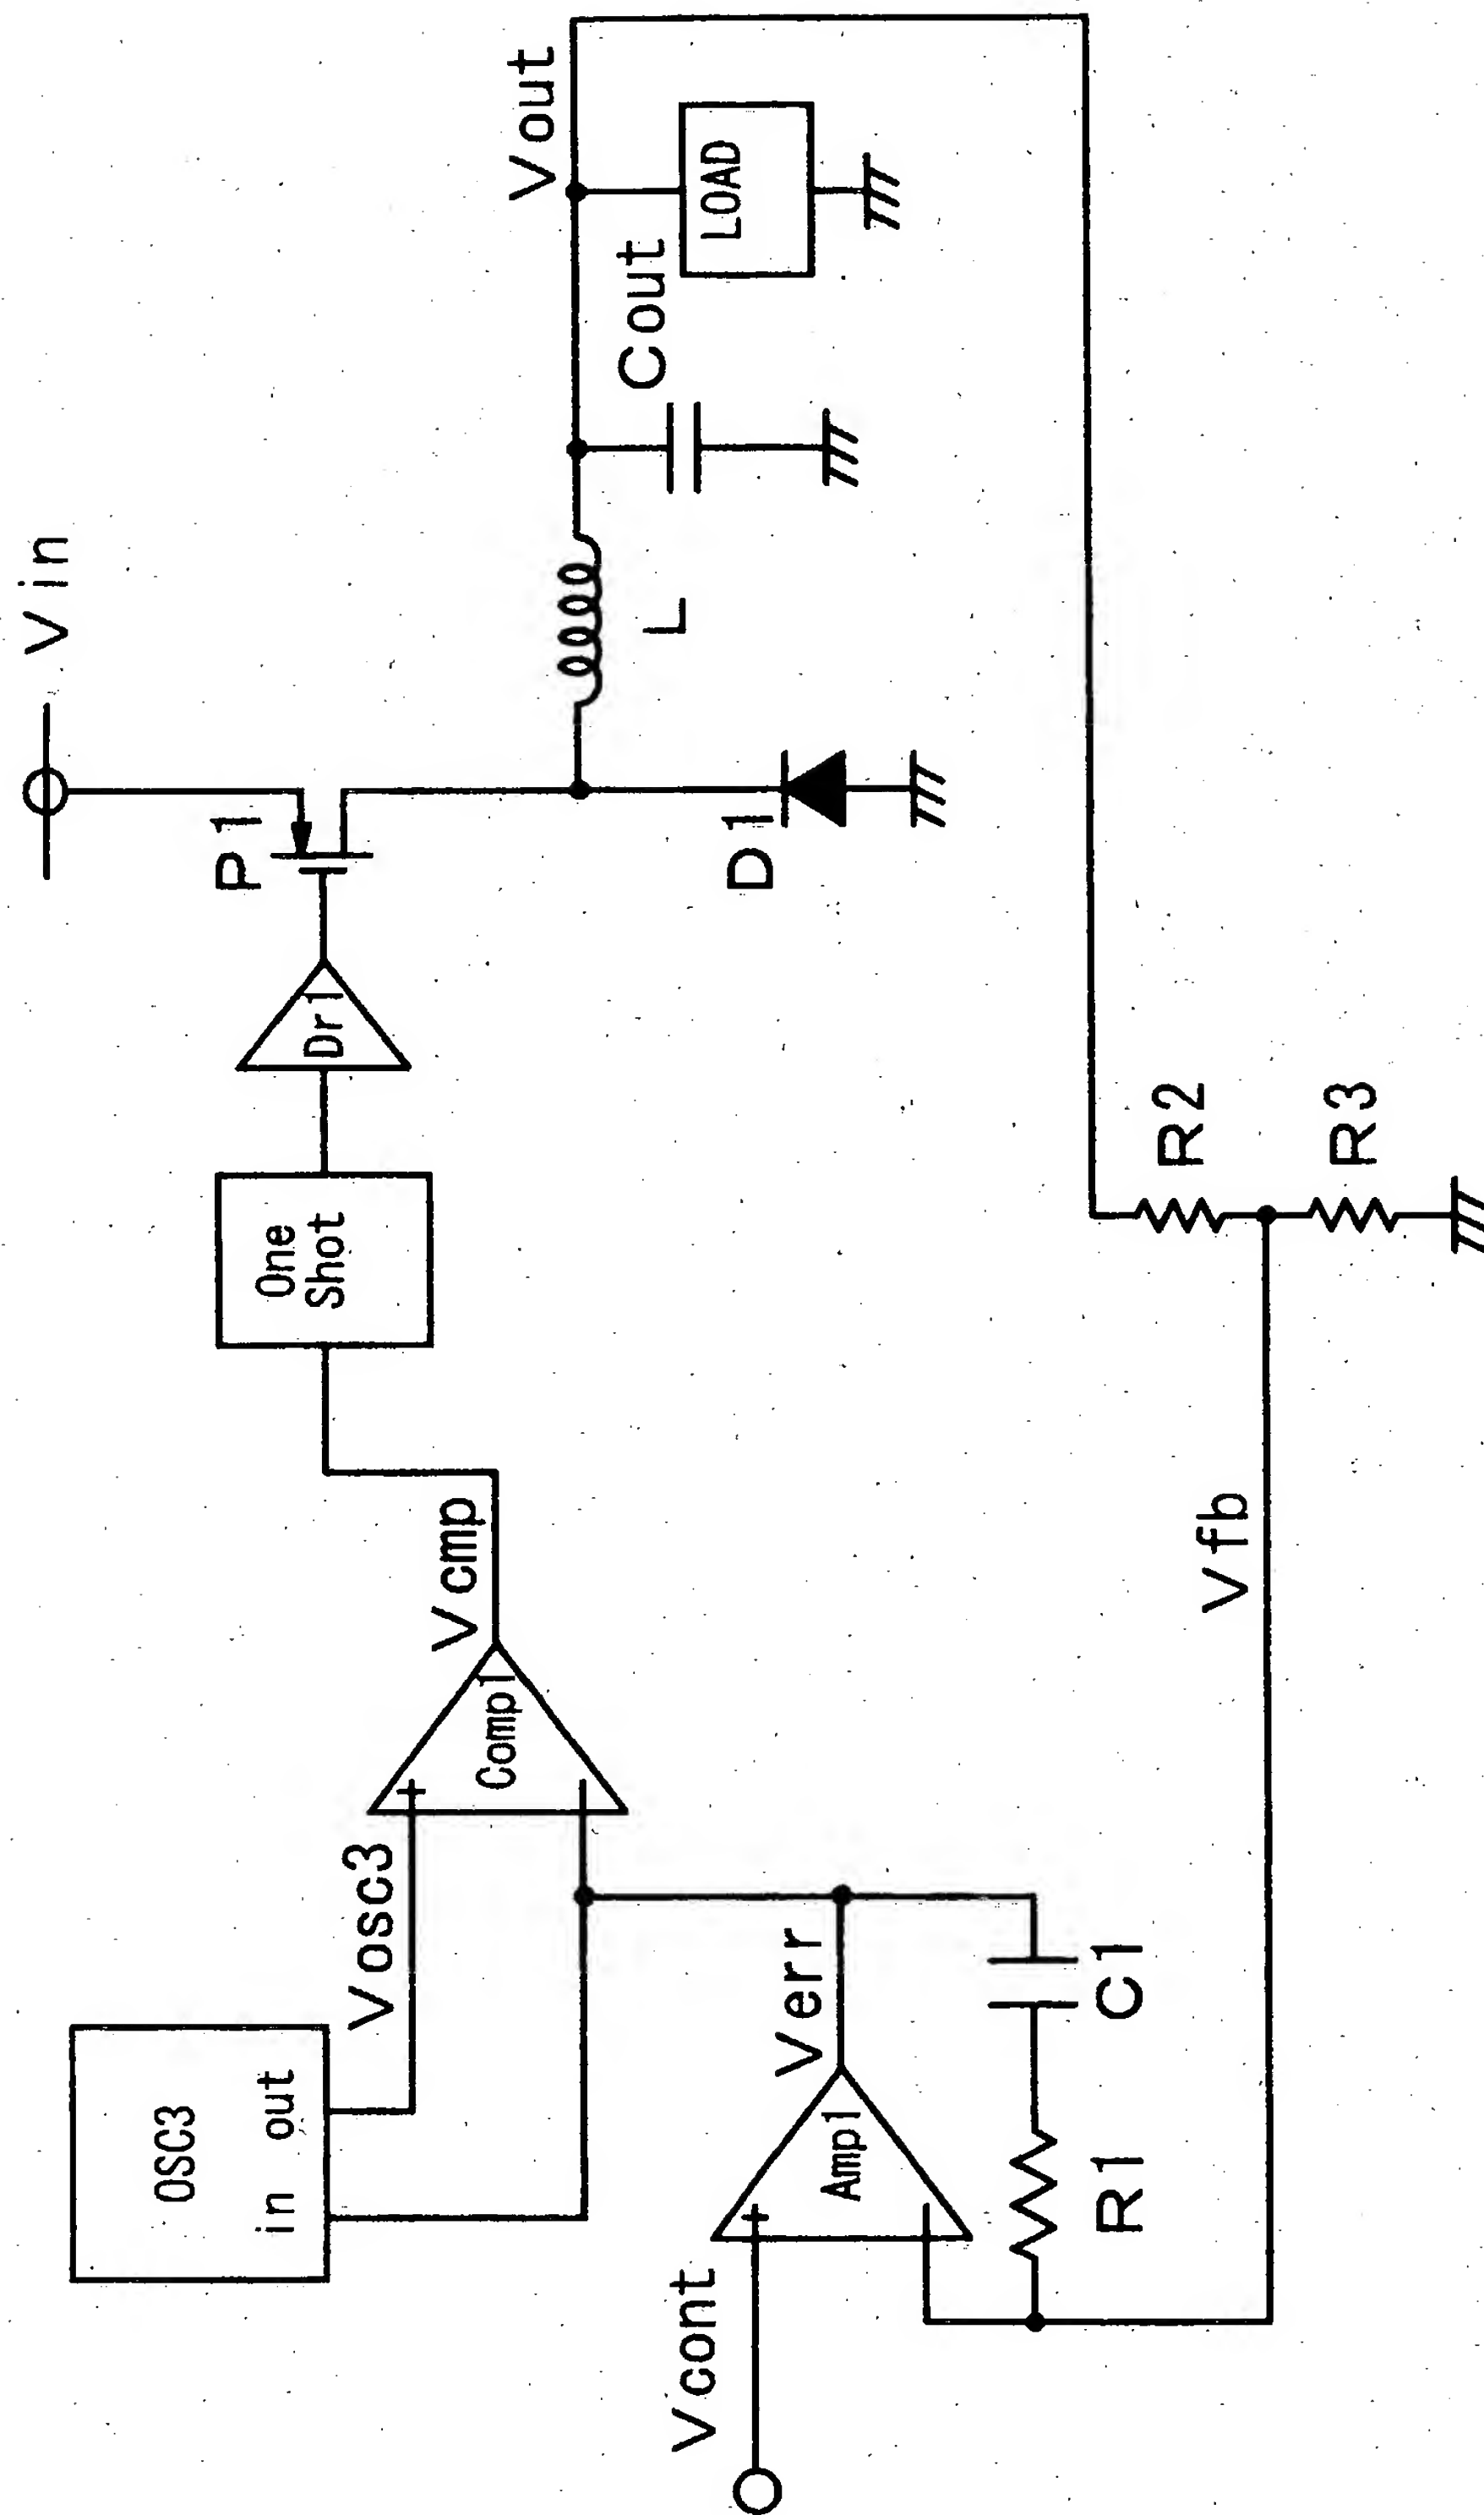 Vin
P1
Dr1
One
Shot
Vcmp
Comp1
+
−
Vosc3
OSC3
in out
Vout
LOAD
Cout
L
D1
Verr
Amp1
+
−
Vcont
C1
R1
Vfb
R2
R3